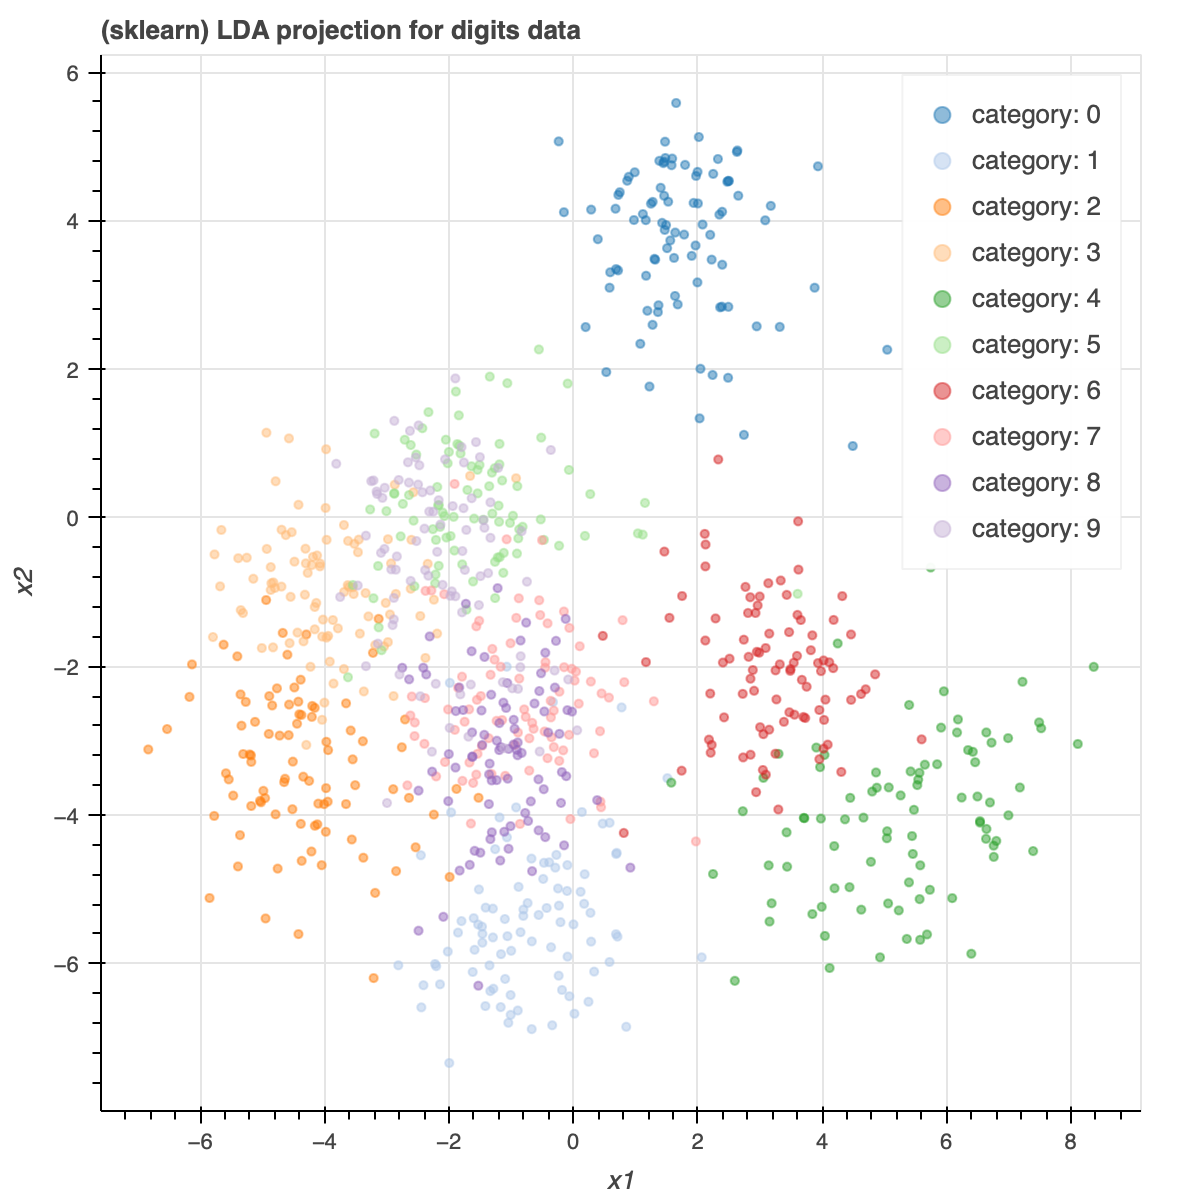 (sklearn) LDA projection for digits data
6
4
2
0
−2
−4
−6
x2
category: 0
category: 1
category: 2
category: 3
category: 4
category: 5
category: 6
category: 7
category: 8
category: 9
−6 −4 −2 0 2 4 6 8
x1